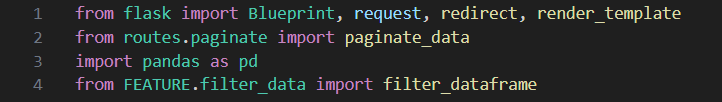 1 from flask import Blueprint, request, redirect, render_template
2 from routes.paginate import paginate_data
3 import pandas as pd
4 from FEATURE.filter_data import filter_dataframe